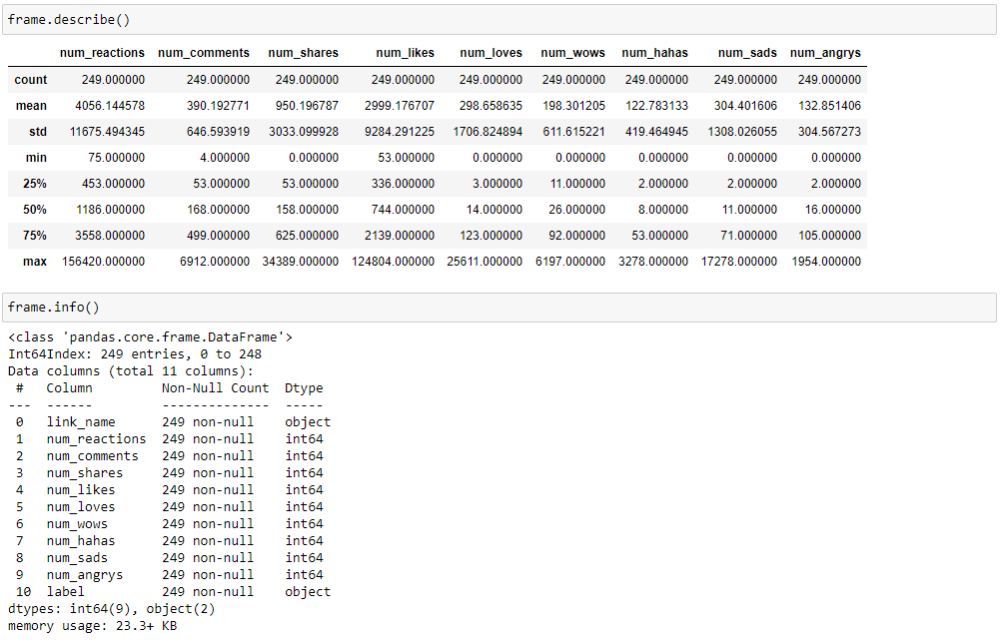 frame.describe()
num_reactions num_comments num_shares num_likes num_loves num_wows num_hahas num_sads num_angrys
count 249.000000 249.000000 249.000000 249.000000 249.000000 249.000000 249.000000 249.000000 249.000000
mean 4056.144578 390.192771 950.196787 2999.176707 298.658635 198.301205 122.783133 304.401606 132.851406
std 11675.494345 646.593919 3033.099928 9284.291225 1706.824894 611.615221 419.464945 1308.026055 304.567273
min 75.000000 4.000000 0.000000 53.000000 0.000000 0.000000 0.000000 0.000000 0.000000
25% 453.000000 53.000000 53.000000 336.000000 3.000000 11.000000 2.000000 2.000000 2.000000
50% 1186.000000 168.000000 158.000000 744.000000 14.000000 26.000000 8.000000 11.000000 16.000000
75% 3558.000000 499.000000 625.000000 2139.000000 123.000000 92.000000 53.000000 71.000000 105.000000
max 156420.000000 6912.000000 34389.000000 124804.000000 25611.000000 6197.000000 3278.000000 17278.000000 1954.000000
frame.info()
<class 'pandas.core.frame.DataFrame'>
Int64Index: 249 entries, 0 to 248
Data columns (total 11 columns):
 #   Column         Non-Null Count  Dtype
---  ------         --------------  -----
 0   link_name      249 non-null    object
 1   num_reactions  249 non-null    int64
 2   num_comments   249 non-null    int64
 3   num_shares     249 non-null    int64
 4   num_likes      249 non-null    int64
 5   num_loves      249 non-null    int64
 6   num_wows       249 non-null    int64
 7   num_hahas      249 non-null    int64
 8   num_sads       249 non-null    int64
 9   num_angrys     249 non-null    int64
 10  label          249 non-null    object
dtypes: int64(9), object(2)
memory usage: 23.3+ KB